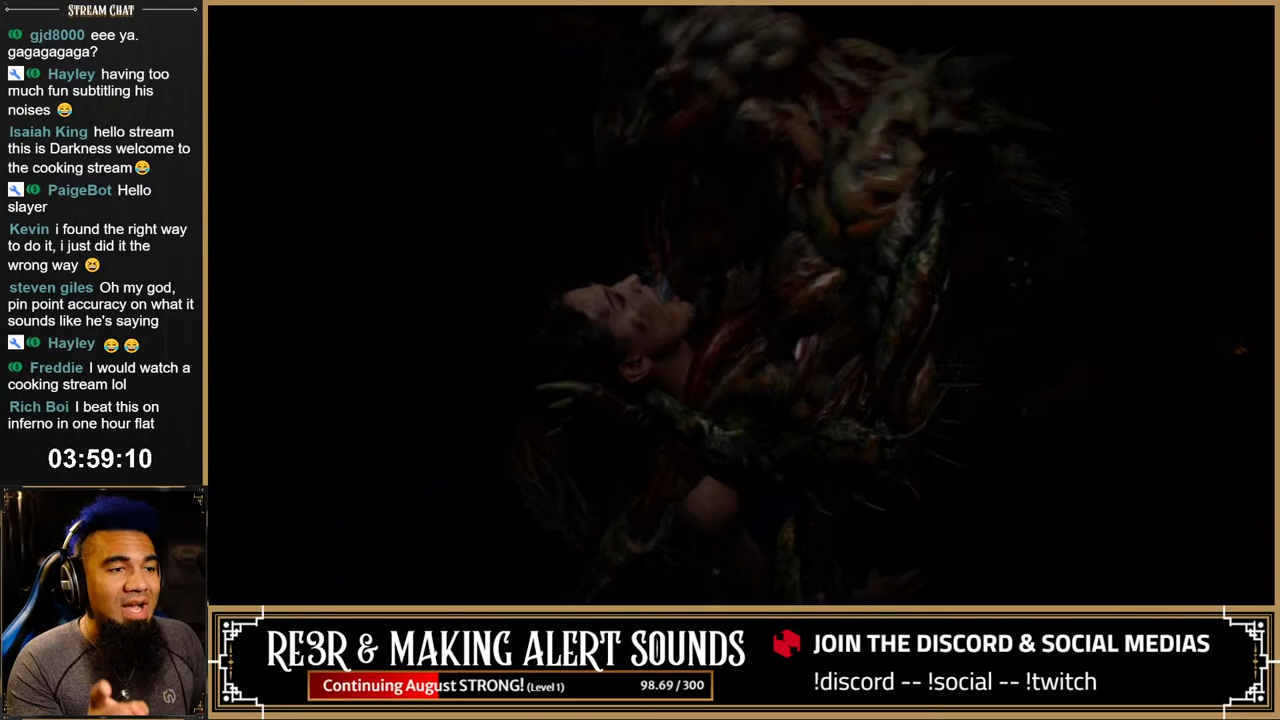 STREAM CHAT
gjd8000 eee ya.
gagagagaga?
Hayley having too
much fun subtitling his
noises 😂
Isaiah King hello stream
this is Darkness welcome to
the cooking stream😂
PaigeBot Hello
slayer
Kevin i found the right way
to do it, i just did it the
wrong way 😆
steven giles Oh my god,
pin point accuracy on what it
sounds like he's saying
Hayley 😂 😂
Freddie I would watch a
cooking stream lol
Rich Boi I beat this on
inferno in one hour flat
03:59:10
RE3R & MAKING ALERT SOUNDS
Continuing August STRONG! (Level 1) 98.69 / 300
JOIN THE DISCORD & SOCIAL MEDIAS
!discord -- !social -- !twitch